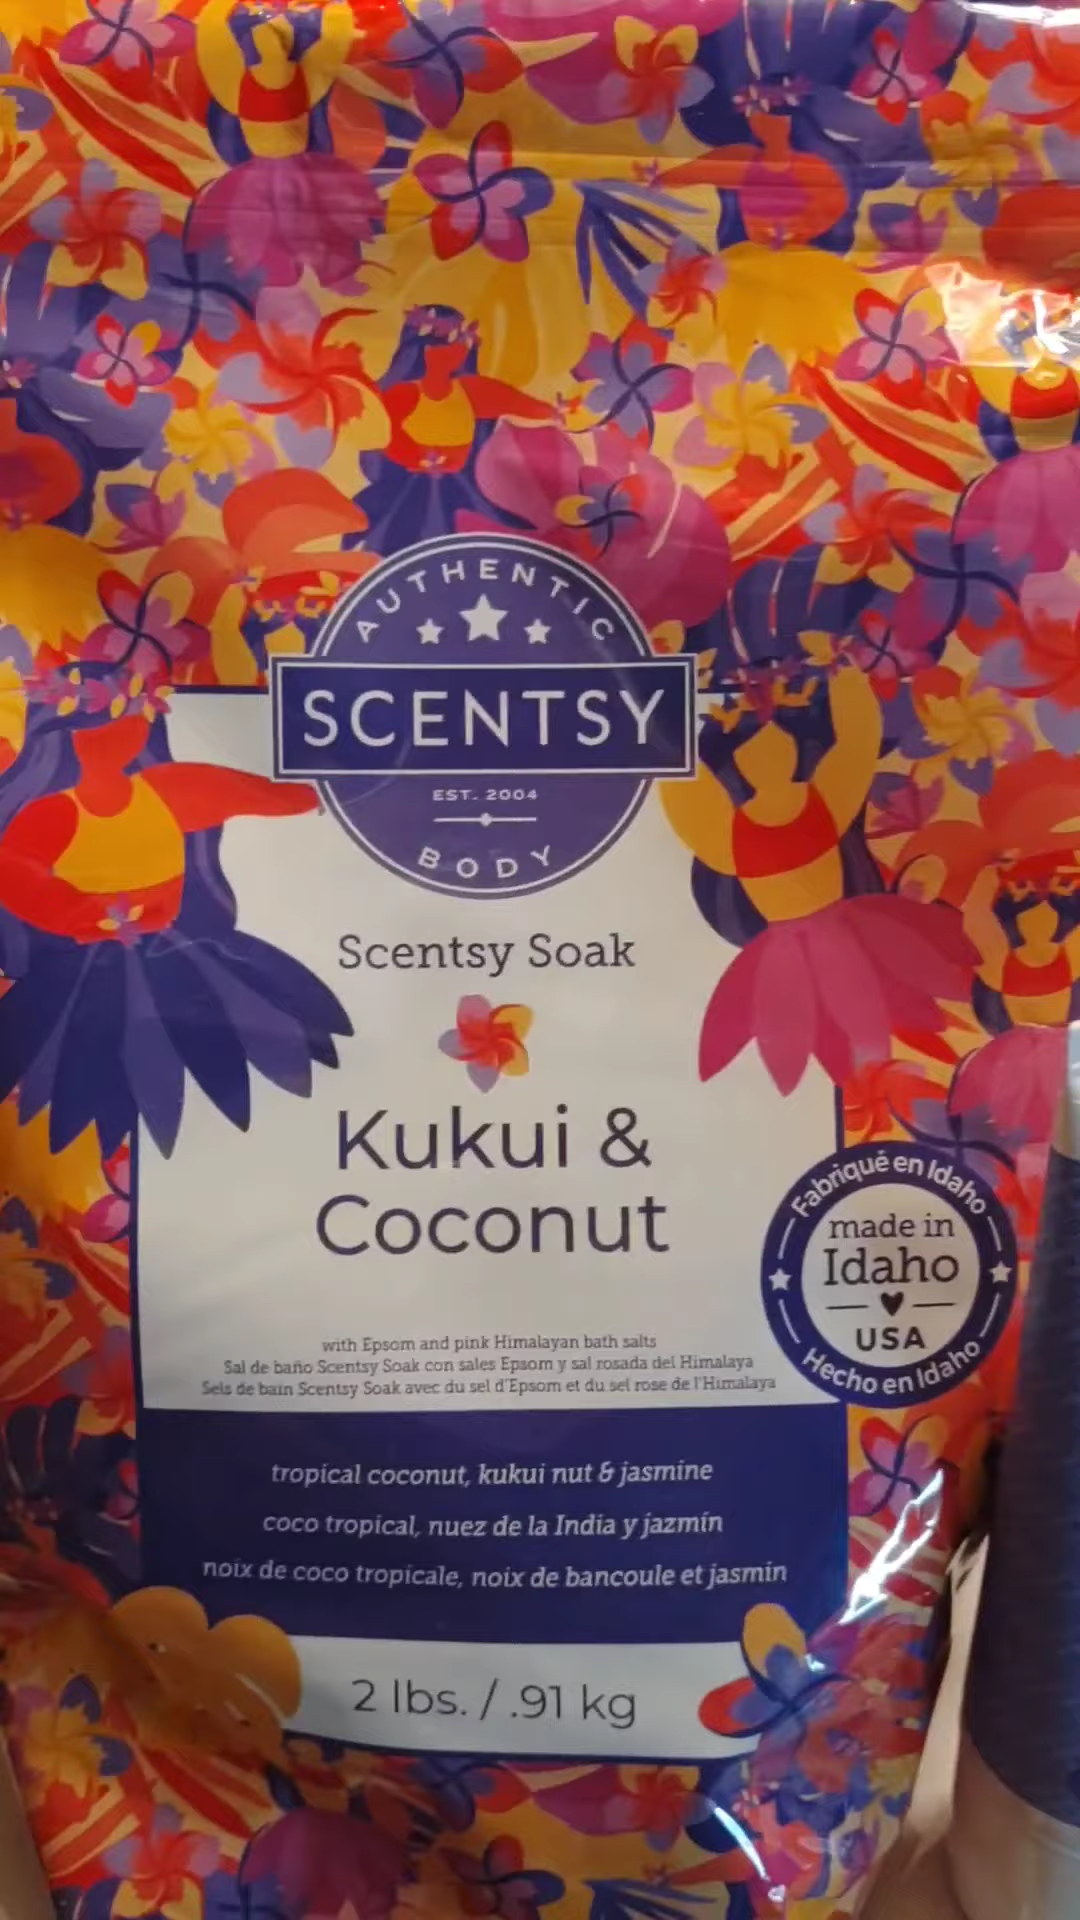 AUTHENTIC
SCENTSY
EST. 2004
BODY
Scentsy Soak
Kukui &
Coconut
Fabriqué en Idaho
made in
Idaho
USA
Hecho en Idaho
with Epsom and pink Himalayan bath salts
Sal de baño Scentsy Soak con sales Epsom y sal rosada del Himalaya
Sels de bain Scentsy Soak avec du sel d'Epsom et du sel rose de l'Himalaya
tropical coconut, kukui nut & jasmine
coco tropical, nuez de la India y jazmín
noix de coco tropicale, noix de bancoule et jasmin
2 lbs. / .91 kg